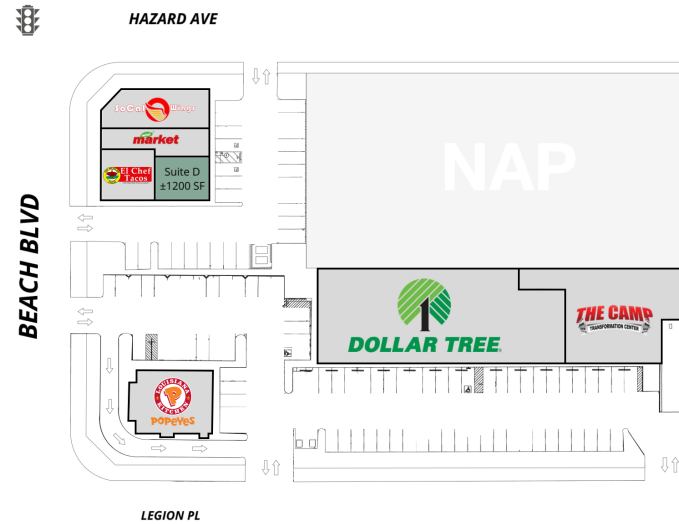 HAZARD AVE
SoCal Wings
market
El Chef
Tacos
Suite D
±1200 SF
NAP
BEACH BLVD
1
DOLLAR TREE
THE CAMP
TRANSFORMATION CENTER
LOUISIANA
KITCHEN
P
POPEYES
LEGION PL